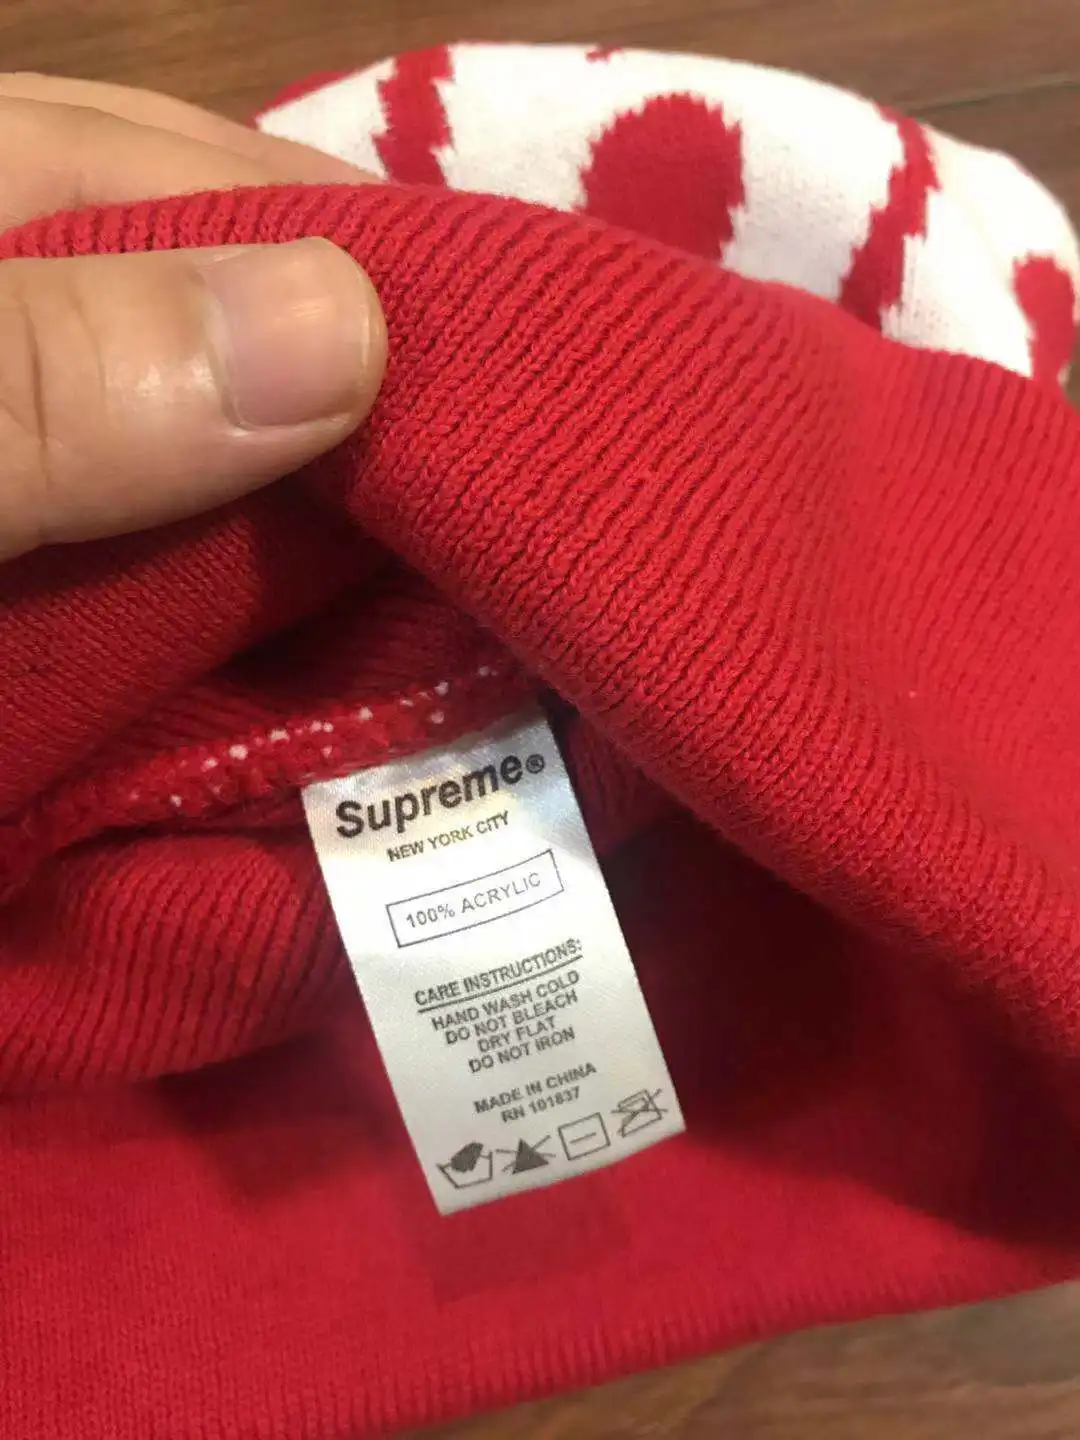 Supreme®
NEW YORK CITY
100% ACRYLIC
CARE INSTRUCTIONS:
HAND WASH COLD
DO NOT BLEACH
DRY FLAT
DO NOT IRON
MADE IN CHINA
RN 101837